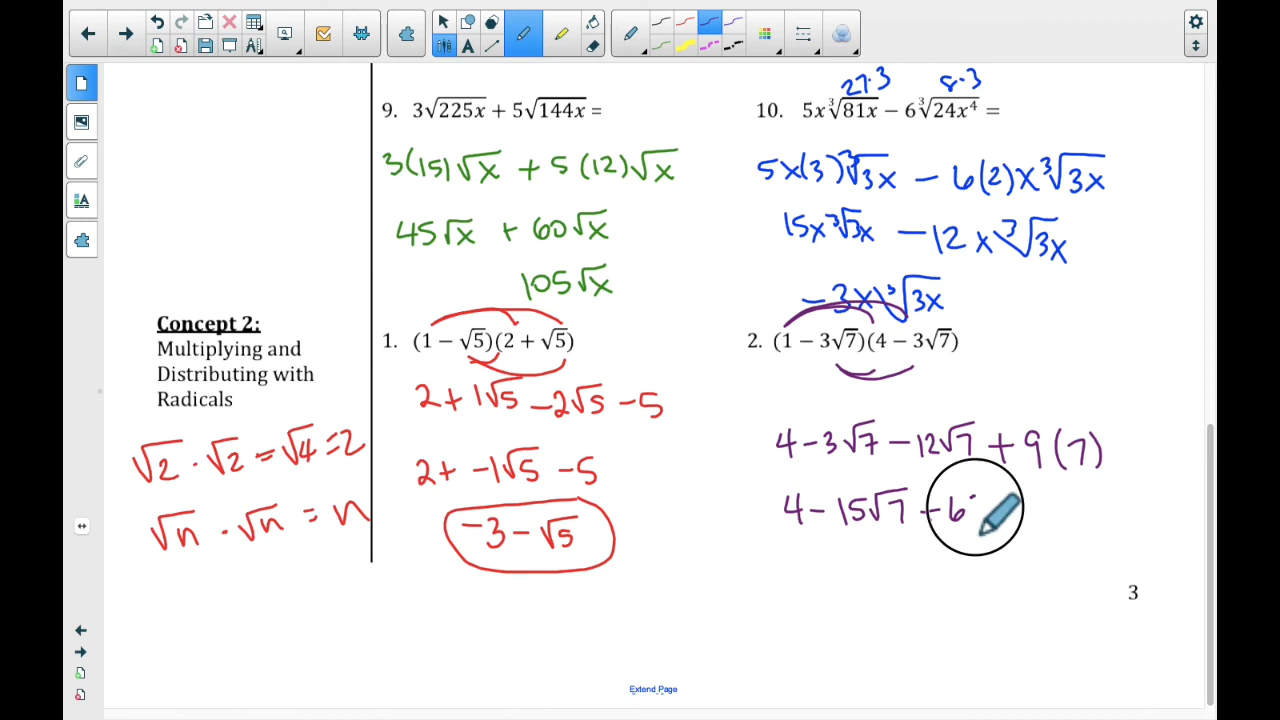 27·3 8·3
9. 3√225x + 5√144x =
10. 5x∛81x − 6∛24x⁴ =
3(15)√x + 5(12)√x
5x(3)∛3x − 6(2)x∛3x
45√x + 60√x
15x∛3x − 12x∛3x
105√x
− 3x∛3x
Concept 2:
Multiplying and
Distributing with
Radicals
√2 · √2 = √4 = 2
√n · √n = n
1. (1 − √5)(2 + √5)
2 + 1√5 − 2√5 − 5
2 + −1√5 − 5
−3 − √5
2. (1 − 3√7)(4 − 3√7)
4 − 3√7 − 12√7 + 9(7)
4 − 15√7 + 6
3
Extend Page